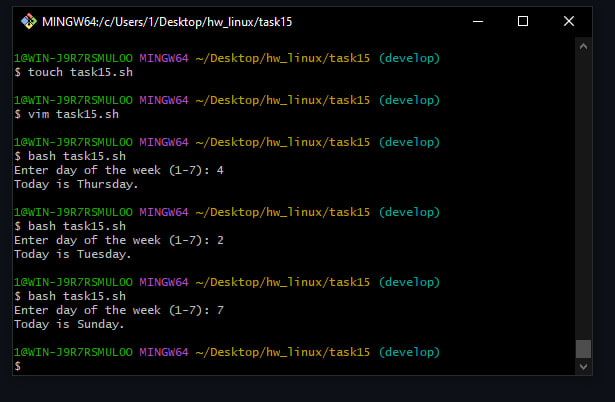 MINGW64:/c/Users/1/Desktop/hw_linux/task15
1@WIN-J9R7RSMULOO MINGW64 ~/Desktop/hw_linux/task15 (develop)
$ touch task15.sh
1@WIN-J9R7RSMULOO MINGW64 ~/Desktop/hw_linux/task15 (develop)
$ vim task15.sh
1@WIN-J9R7RSMULOO MINGW64 ~/Desktop/hw_linux/task15 (develop)
$ bash task15.sh
Enter day of the week (1-7): 4
Today is Thursday.
1@WIN-J9R7RSMULOO MINGW64 ~/Desktop/hw_linux/task15 (develop)
$ bash task15.sh
Enter day of the week (1-7): 2
Today is Tuesday.
1@WIN-J9R7RSMULOO MINGW64 ~/Desktop/hw_linux/task15 (develop)
$ bash task15.sh
Enter day of the week (1-7): 7
Today is Sunday.
1@WIN-J9R7RSMULOO MINGW64 ~/Desktop/hw_linux/task15 (develop)
$